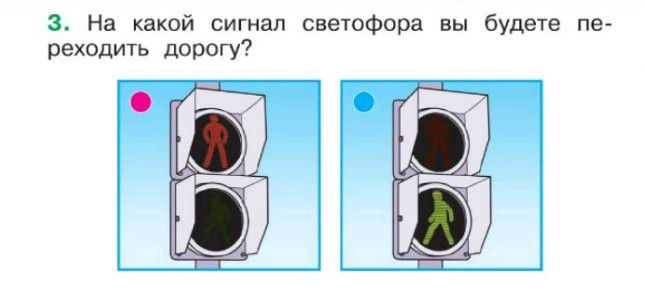 3. На какой сигнал светофора вы будете пе-
реходить дорогу?